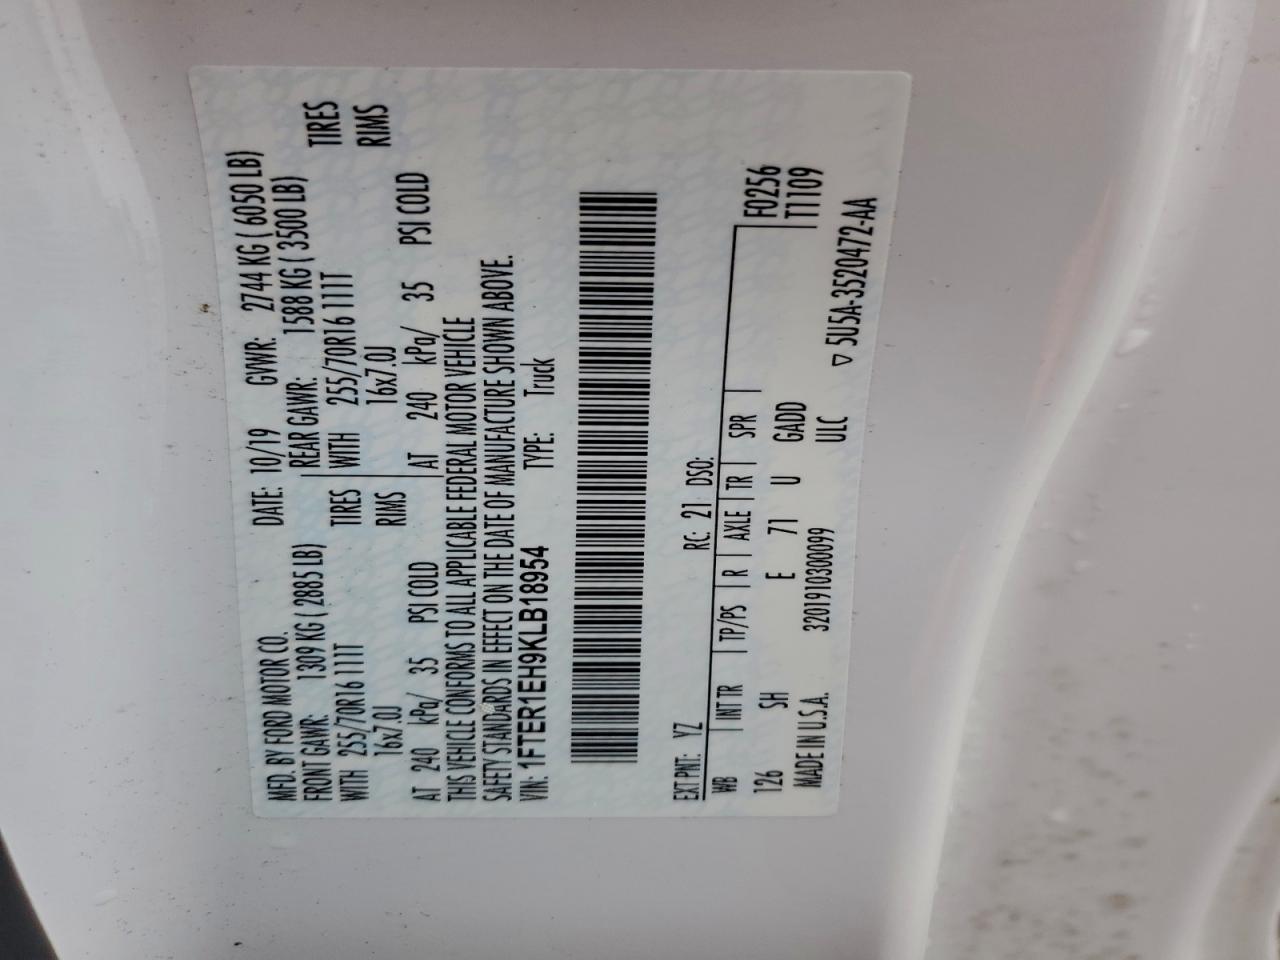 MFD. BY FORD MOTOR CO. DATE: 10/19 GVWR: 2744 KG ( 6050 LB)
FRONT GAWR: 1309 KG ( 2885 LB) REAR GAWR: 1588 KG ( 3500 LB)
WITH 255/70R16 111T TIRES WITH 255/70R16 111T TIRES
16x7.0J RIMS 16x7.0J RIMS
AT 240 kPa/ 35 PSI COLD AT 240 kPa/ 35 PSI COLD
THIS VEHICLE CONFORMS TO ALL APPLICABLE FEDERAL MOTOR VEHICLE
SAFETY STANDARDS IN EFFECT ON THE DATE OF MANUFACTURE SHOWN ABOVE.
VIN: 1FTER1EH9KLB18954 TYPE: Truck
EXT PNT: YZ RC: 21 DSO:
WB INT TR TP/PS R AXLE TR SPR F0256
126 SH E 71 U GADD T1109
MADE IN U.S.A. 3201910300099 ULC ▽ 5U5A-3520472-AA